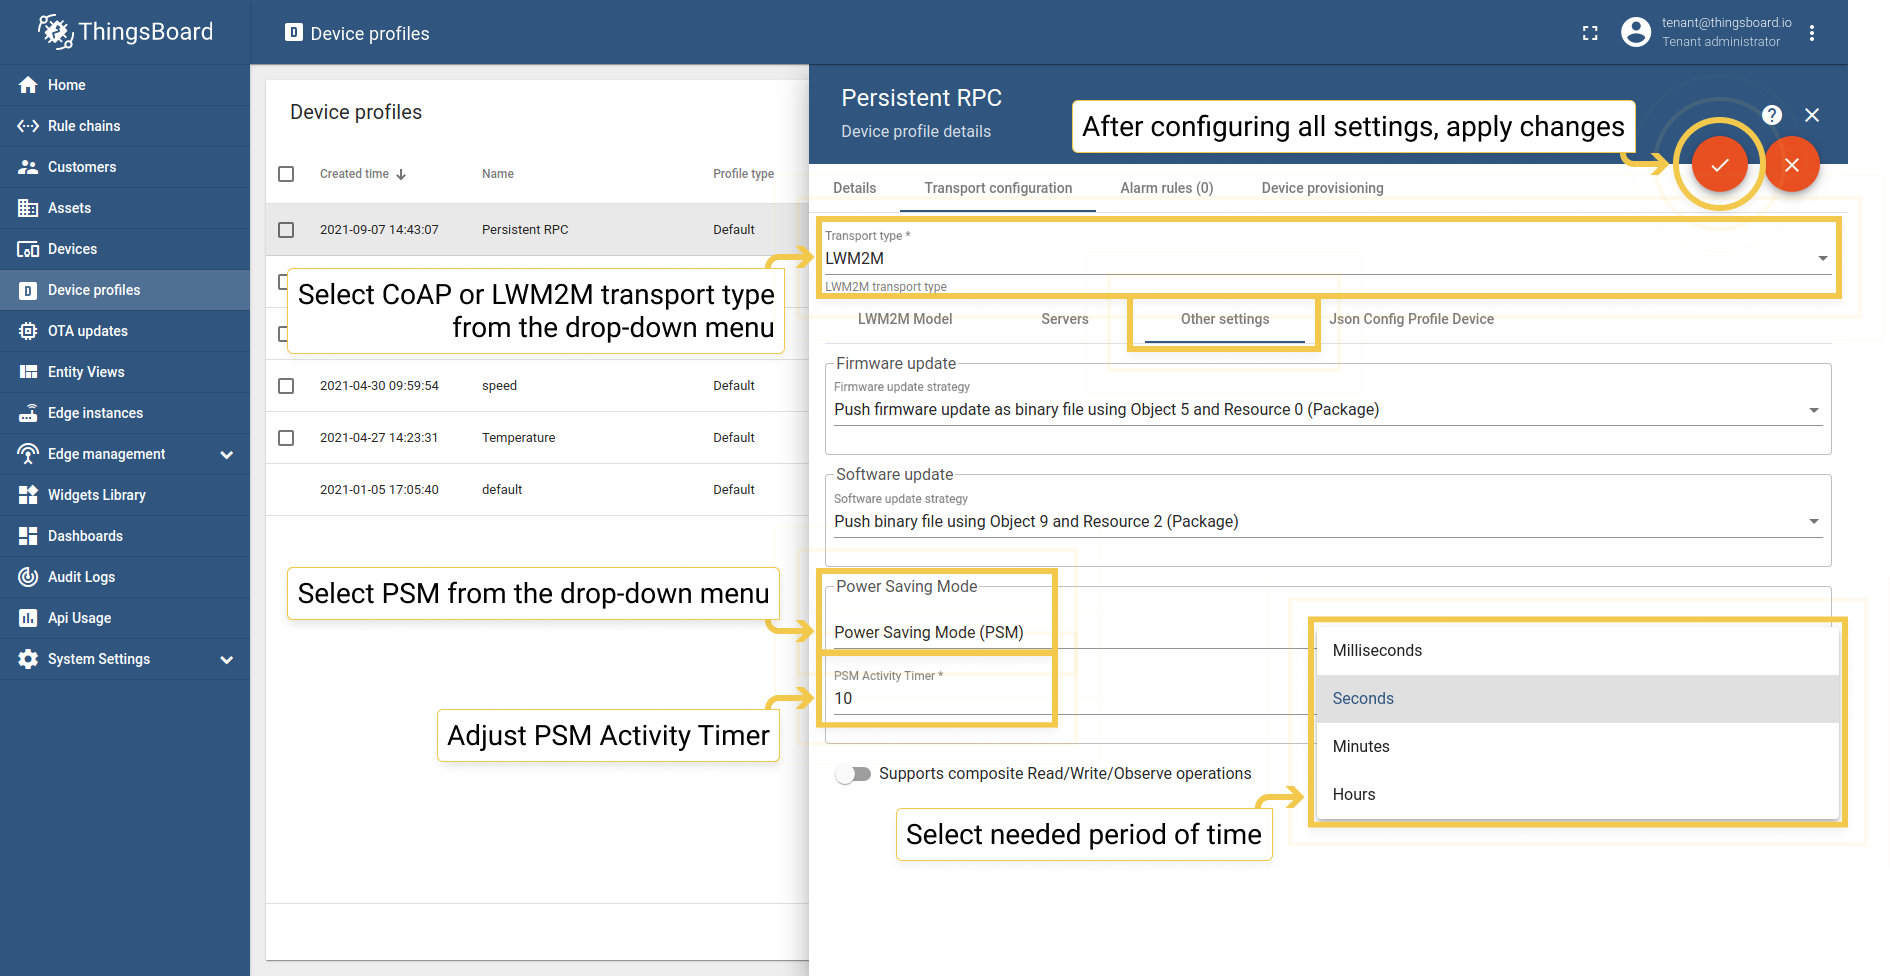 ThingsBoard
D Device profiles
tenant@thingsboard.io
Tenant administrator
Home
Rule chains
Customers
Assets
Devices
Device profiles
OTA updates
Entity Views
Edge instances
Edge management
Widgets Library
Dashboards
Audit Logs
Api Usage
System Settings
Device profiles
Created time Name Profile type
2021-09-07 14:43:07 Persistent RPC Default
2021-04-30 09:59:54 speed Default
2021-04-27 14:23:31 Temperature Default
2021-01-05 17:05:40 default Default
Select CoAP or LWM2M transport type
from the drop-down menu
Select PSM from the drop-down menu
Adjust PSM Activity Timer
Persistent RPC
Device profile details
After configuring all settings, apply changes
?
Details Transport configuration Alarm rules (0) Device provisioning
Transport type *
LWM2M
LWM2M transport type
LWM2M Model Servers Other settings Json Config Profile Device
Firmware update
Firmware update strategy
Push firmware update as binary file using Object 5 and Resource 0 (Package)
Software update
Software update strategy
Push binary file using Object 9 and Resource 2 (Package)
Power Saving Mode
Power Saving Mode (PSM)
PSM Activity Timer *
10
Milliseconds
Seconds
Minutes
Hours
Supports composite Read/Write/Observe operations
Select needed period of time